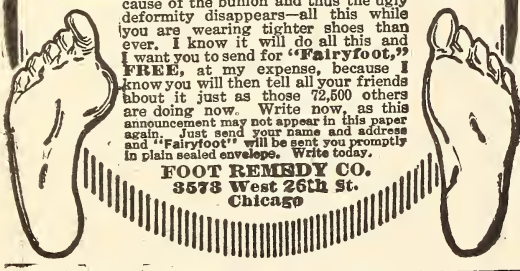 cause of the bunion and thus the ugly
deformity disappears—all this while
you are wearing tighter shoes than
ever. I know it will do all this and
I want you to send for "Fairyfoot,"
FREE, at my expense, because I
know you will then tell all your friends
about it just as those 72,500 others
are doing now. Write now, as this
announcement may not appear in this paper
again. Just send your name and address
and "Fairyfoot" will be sent you promptly
in plain sealed envelope. Write today.
FOOT REMEDY CO.
3573 West 26th St.
Chicago